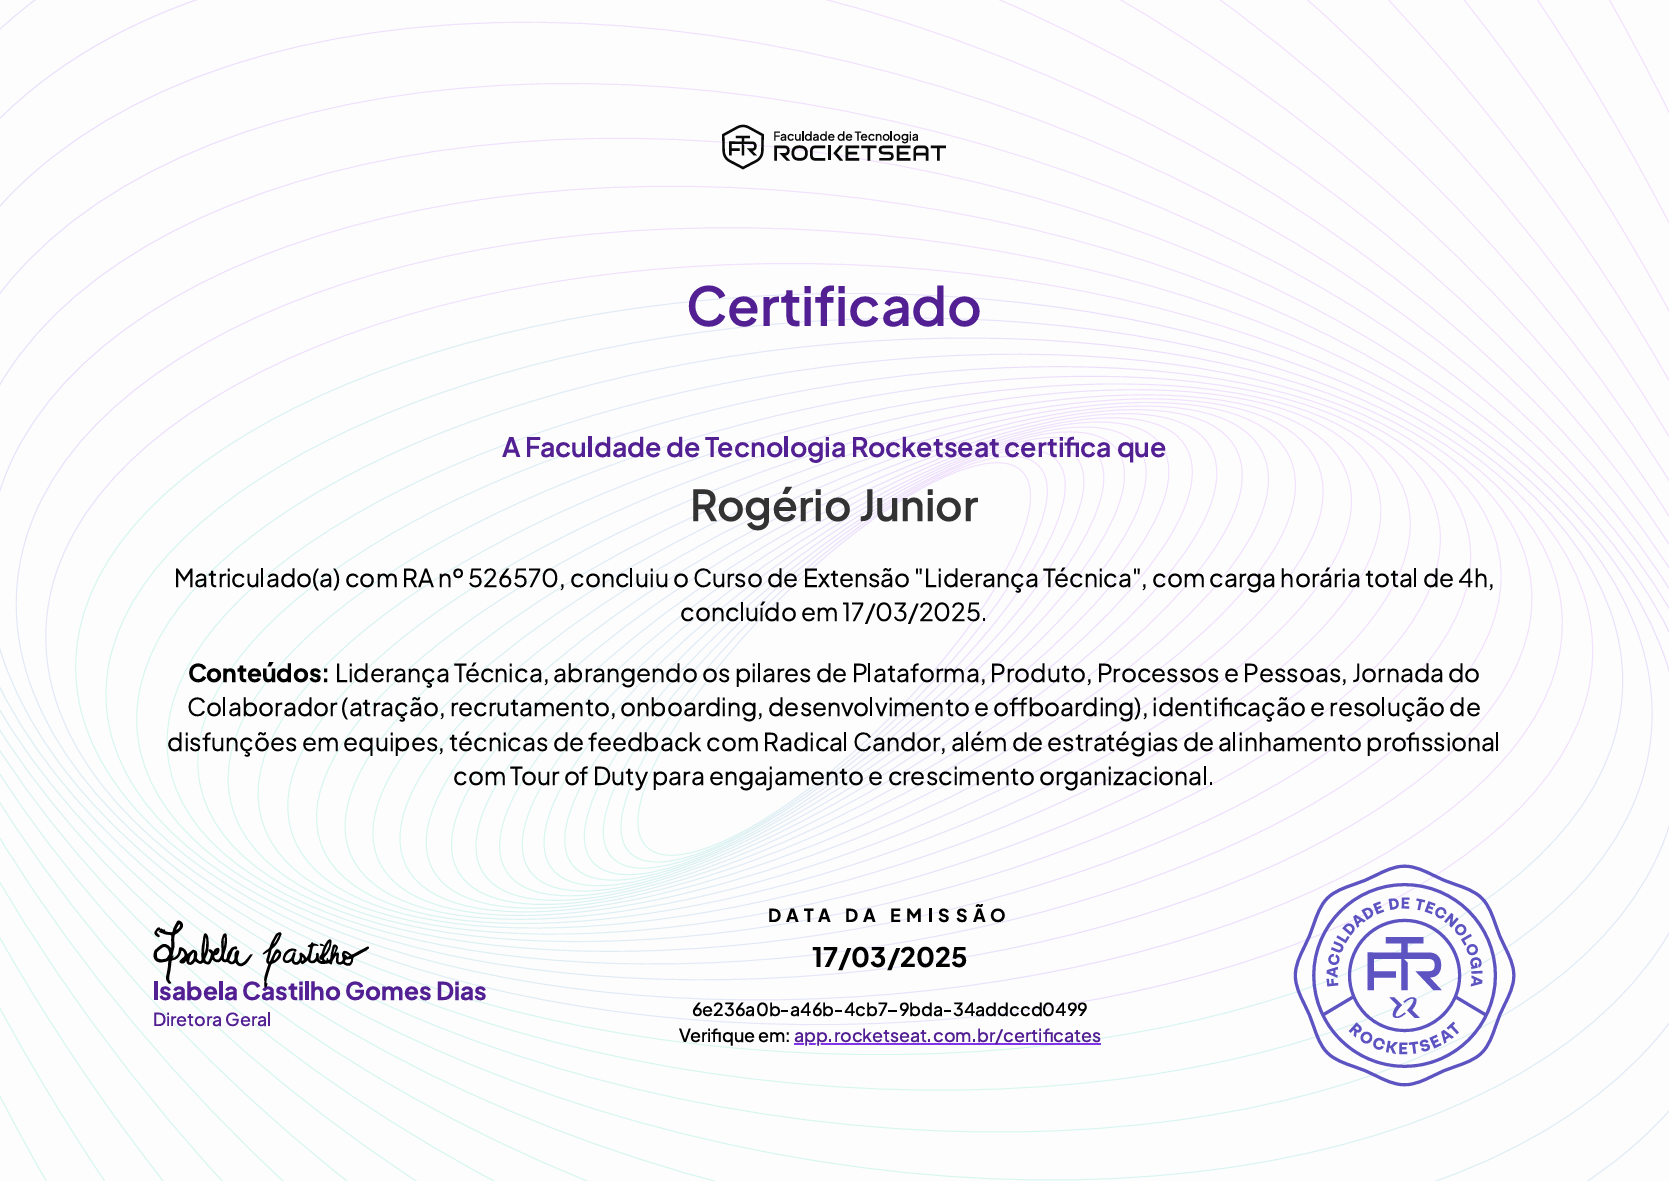 Faculdade de Tecnologia
ROCKETSEAT
Certificado
A Faculdade de Tecnologia Rocketseat certifica que
Rogério Junior
Matriculado(a) com RA nº 526570, concluiu o Curso de Extensão "Liderança Técnica", com carga horária total de 4h,
concluído em 17/03/2025.
Conteúdos: Liderança Técnica, abrangendo os pilares de Plataforma, Produto, Processos e Pessoas, Jornada do
Colaborador (atração, recrutamento, onboarding, desenvolvimento e offboarding), identificação e resolução de
disfunções em equipes, técnicas de feedback com Radical Candor, além de estratégias de alinhamento profissional
com Tour of Duty para engajamento e crescimento organizacional.
Isabela Castilho
Isabela Castilho Gomes Dias
Diretora Geral
DATA DA EMISSÃO
17/03/2025
6e236a0b-a46b-4cb7-9bda-34addccd0499
Verifique em: app.rocketseat.com.br/certificates
FACULDADE DE TECNOLOGIA
FTR
ROCKETSEAT